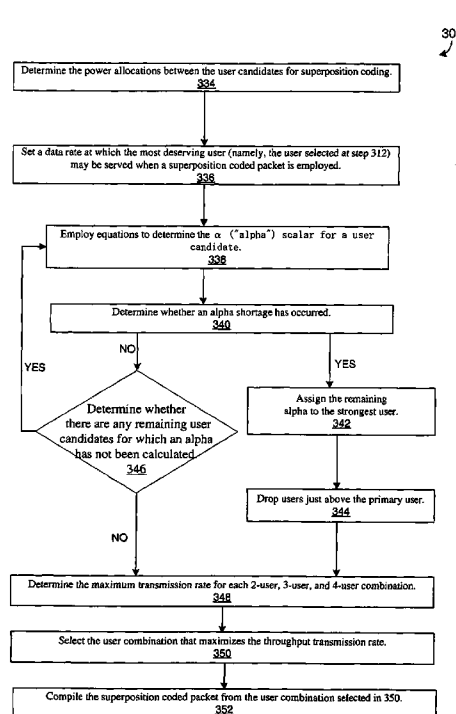 30
Determine the power allocations between the user candidates for superposition coding.
334
Set a data rate at which the most deserving user (namely, the user selected at step 312)
may be served when a superposition coded packet is employed.
336
Employ equations to determine the α ("alpha") scalar for a user
candidate.
338
Determine whether an alpha shortage has occurred.
340
NO
YES
YES
Assign the remaining
alpha to the strongest user.
342
Determine whether
there are any remaining user
candidates for which an alpha
has not been calculated.
346
Drop users just above the primary user.
344
NO
Determine the maximum transmission rate for each 2-user, 3-user, and 4-user combination.
348
Select the user combination that maximizes the throughput transmission rate.
350
Compile the superposition coded packet from the user combination selected in 350.
352